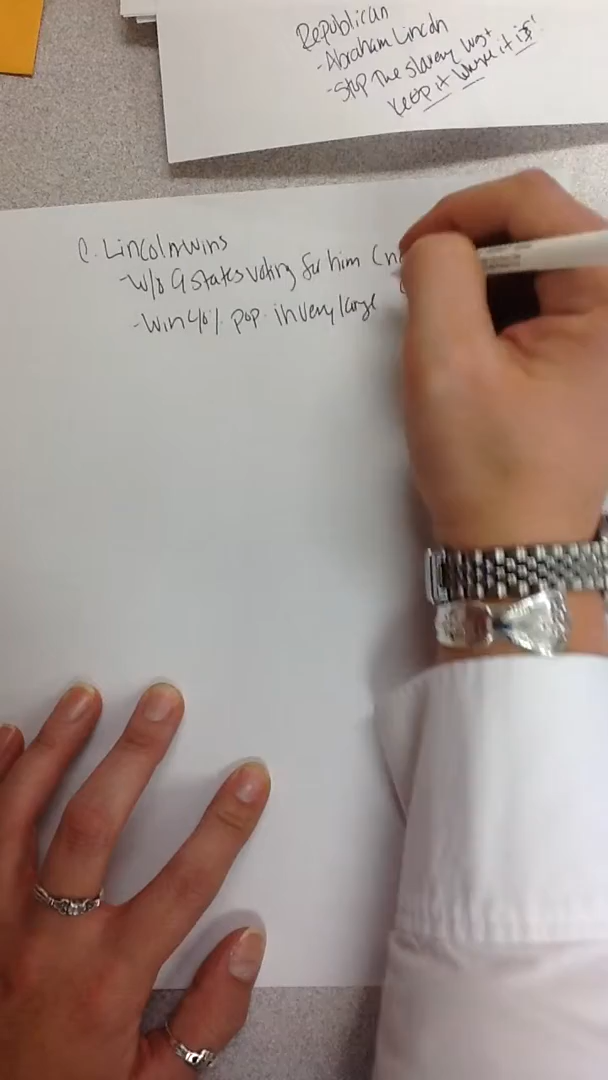 Republican
-Abraham Lincoln
-Stop the slavery west
keep it where it is!
C. Lincoln wins
-W/o 9 states voting for him (n
-Win 40% pop. in very large